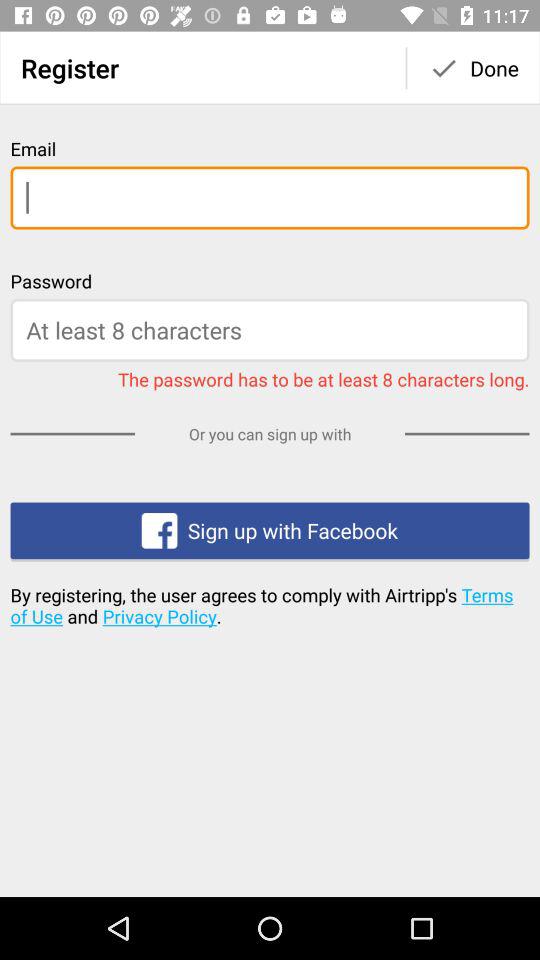 11:17
Register
Done
Email
Password
At least 8 characters
The password has to be at least 8 characters long.
Or you can sign up with
Sign up with Facebook
By registering, the user agrees to comply with Airtripp's Terms
of Use and Privacy Policy.